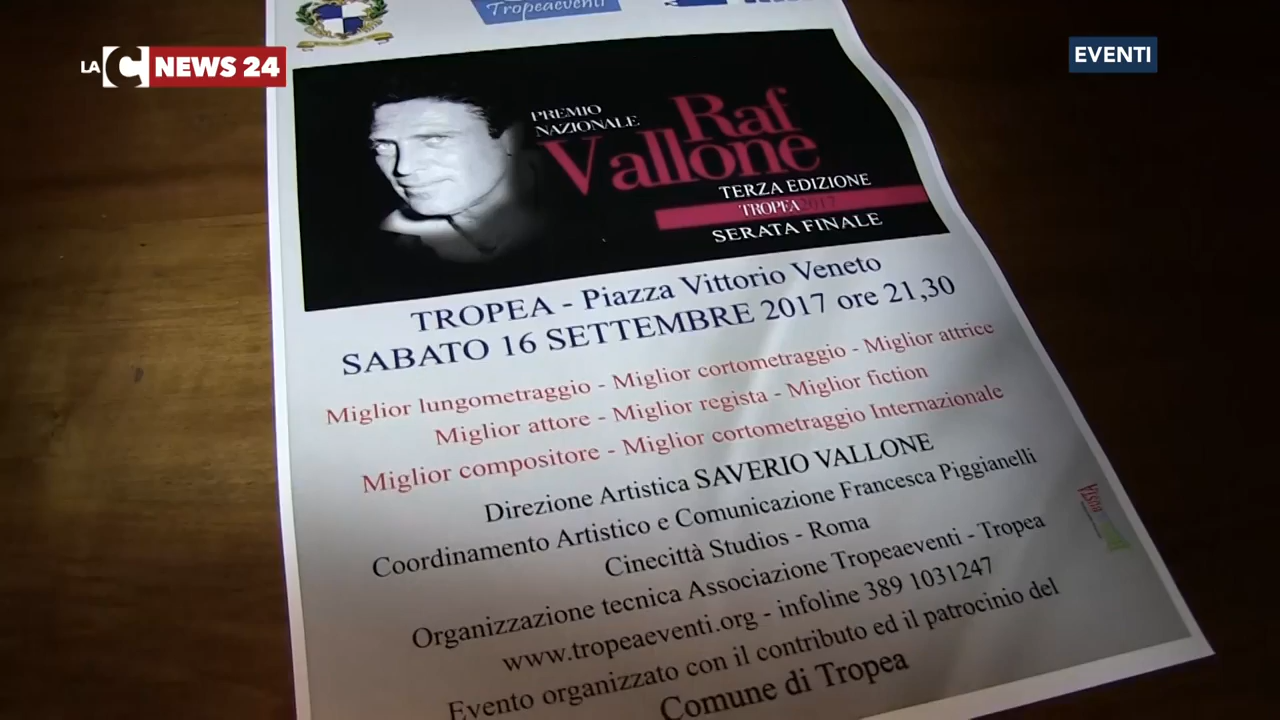 LA C NEWS 24
EVENTI
Tropeaeventi
PREMIO
NAZIONALE
Raf
Vallone
TERZA EDIZIONE
TROPEA 2017
SERATA FINALE
TROPEA - Piazza Vittorio Veneto
SABATO 16 SETTEMBRE 2017 ore 21,30
Miglior lungometraggio - Miglior cortometraggio - Miglior attrice
Miglior attore - Miglior regista - Miglior fiction
Miglior compositore - Miglior cortometraggio Internazionale
Direzione Artistica SAVERIO VALLONE
Coordinamento Artistico e Comunicazione Francesca Piggianelli
Cinecittà Studios - Roma
Organizzazione tecnica Associazione Tropeaeventi - Tropea
www.tropeaeventi.org - infoline 389 1031247
Evento organizzato con il contributo ed il patrocinio del
Comune di Tropea